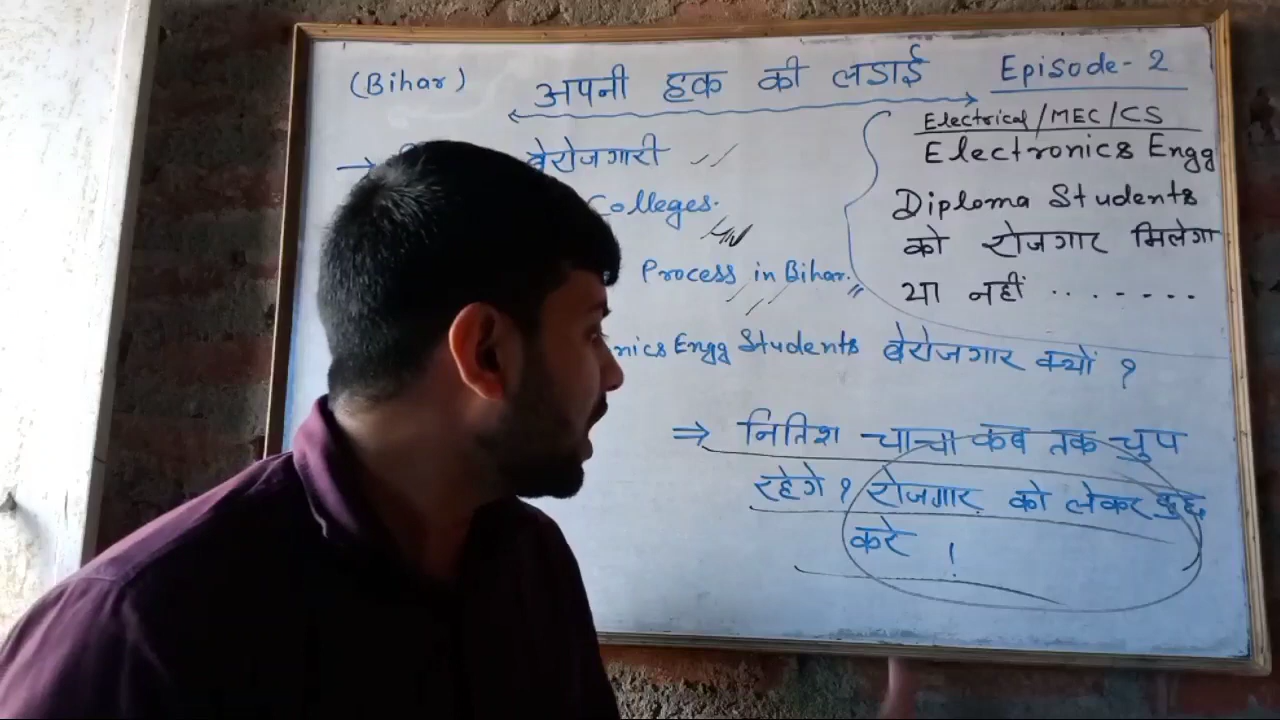 (Bihar) अपनी हक की लडाई Episode-2
Electrical/MEC/CS
Electronics Engg
Diploma Students
को रोजगार मिलेगा
या नहीं ........
→ बेरोजगारी
Colleges.
Process in Bihar.
nics Engg Students बेरोजगार क्यों ?
⇒ नितिश चाचा कब तक चुप
रहेगे ? रोजगार को लेकर कुछ
करे !